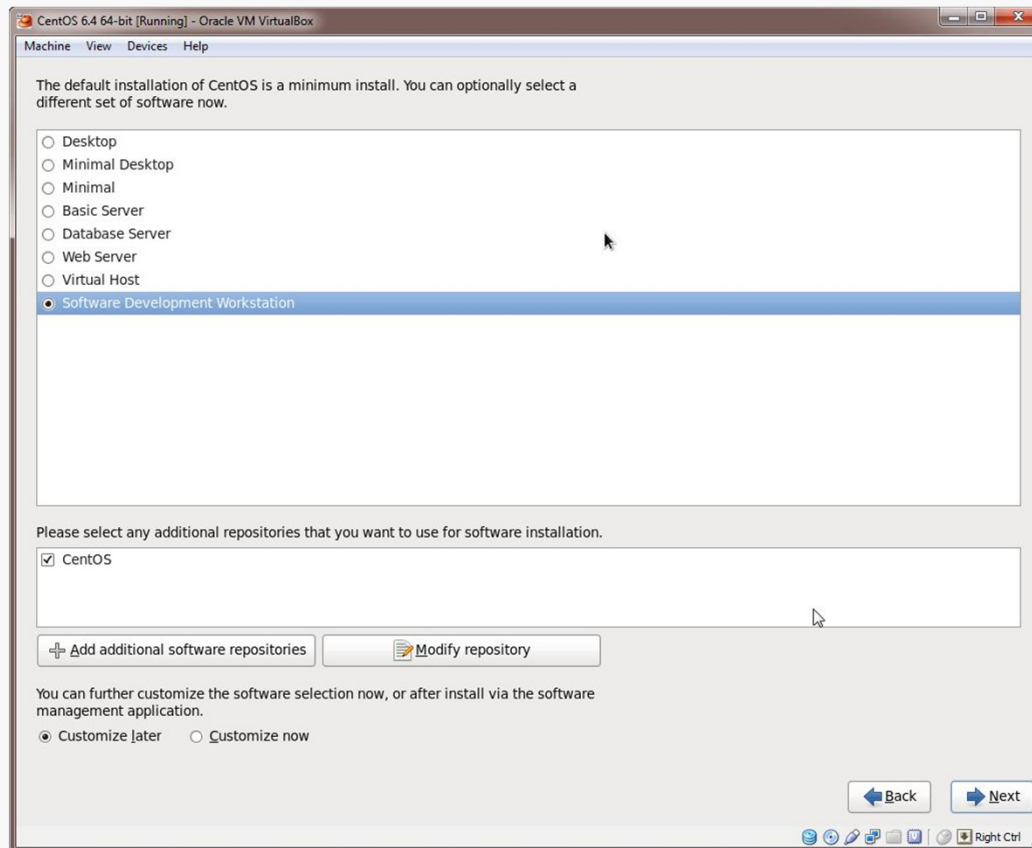 CentOS 6.4 64-bit [Running] - Oracle VM VirtualBox
Machine View Devices Help
The default installation of CentOS is a minimum install. You can optionally select a
different set of software now.
Desktop
Minimal Desktop
Minimal
Basic Server
Database Server
Web Server
Virtual Host
Software Development Workstation
Please select any additional repositories that you want to use for software installation.
CentOS
Add additional software repositories
Modify repository
You can further customize the software selection now, or after install via the software
management application.
Customize later
Customize now
Back
Next
Right Ctrl